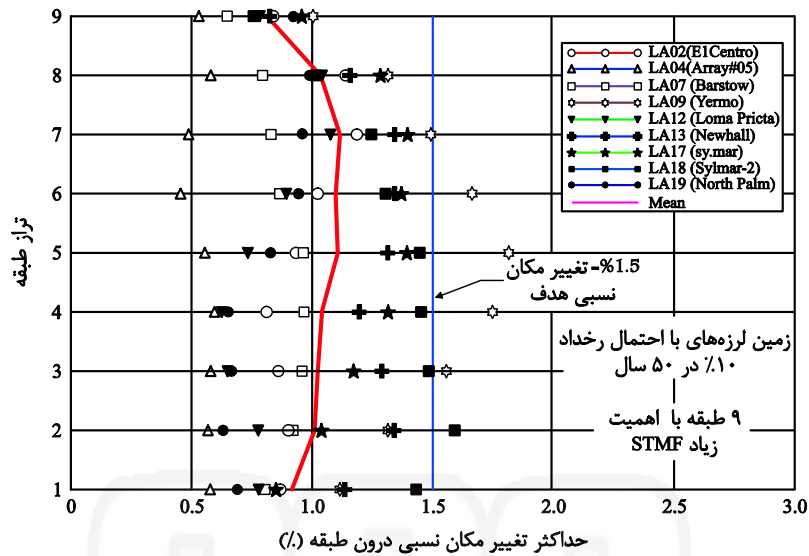 9
8
7
6
5
4
3
2
1
تراز طبقه
LA02(E1Centro)
LA04(Array#05)
LA07 (Barstow)
LA09 (Yermo)
LA12 (Loma Pricta)
LA13 (Newhall)
LA17 (sy.mar)
LA18 (Sylmar-2)
LA19 (North Palm)
Mean
%1.5-تغییر مکان
نسبی هدف
زمین لرزه‌های با احتمال رخداد
۱۰٪ در ۵۰ سال
۹ طبقه با اهمیت
زیاد STMF
0 0.5 1.0 1.5 2.0 2.5 3.0
حداکثر تغییر مکان نسبی درون طبقه (٪)